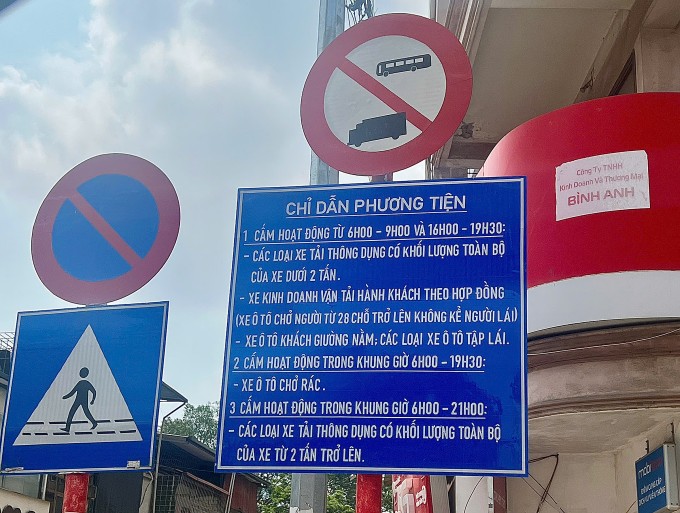 CHỈ DẪN PHƯƠNG TIỆN
1 CẤM HOẠT ĐỘNG TỪ 6H00 - 9H00 VÀ 16H00 - 19H30:
- CÁC LOẠI XE TẢI THÔNG DỤNG CÓ KHỐI LƯỢNG TOÀN BỘ
CỦA XE DƯỚI 2 TẤN.
- XE KINH DOANH VẬN TẢI HÀNH KHÁCH THEO HỢP ĐỒNG
(XE Ô TÔ CHỞ NGƯỜI TỪ 28 CHỖ TRỞ LÊN KHÔNG KỂ NGƯỜI LÁI)
- XE Ô TÔ KHÁCH GIƯỜNG NẰM; CÁC LOẠI XE Ô TÔ TẬP LÁI.
2 CẤM HOẠT ĐỘNG TRONG KHUNG GIỜ 6H00 - 19H30:
- XE Ô TÔ CHỞ RÁC.
3 CẤM HOẠT ĐỘNG TRONG KHUNG GIỜ 6H00 - 21H00:
- CÁC LOẠI XE TẢI THÔNG DỤNG CÓ KHỐI LƯỢNG TOÀN BỘ
CỦA XE TỪ 2 TẤN TRỞ LÊN.
Công Ty TNHH
Kinh Doanh Và Thương Mại
BÌNH ANH